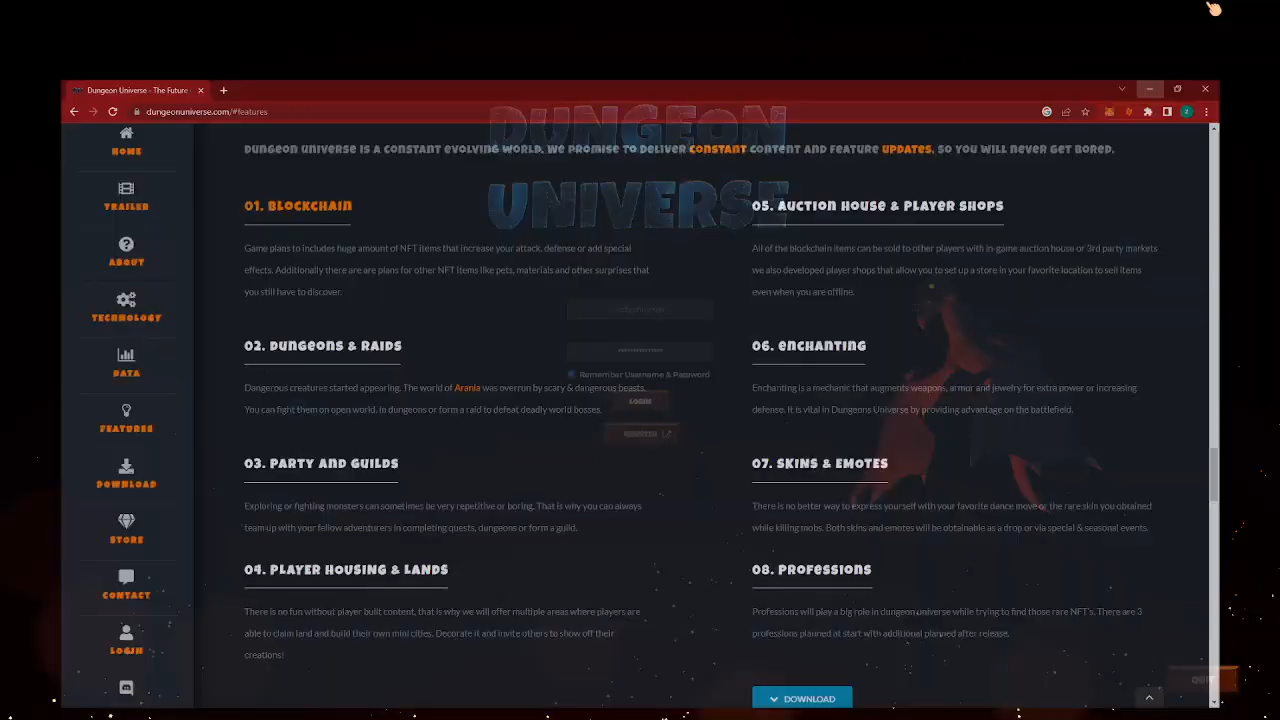 Dungeon Universe - The Future
dungeonuniverse.com/#features
DUNGEON
UNIVERSE
HOME
TRAILER
ABOUT
TECHNOLOGY
DATA
FEATURES
DOWNLOAD
STORE
CONTACT
LOGIN
DUNGEON UNIVERSE IS A CONSTANT EVOLVING WORLD. WE PROMISE TO DELIVER CONSTANT CONTENT AND FEATURE UPDATES, SO YOU WILL NEVER GET BORED.
01. BLOCKCHAIN
Game plans to includes huge amount of NFT items that increase your attack, defense or add special
effects. Additionally there are are plans for other NFT items like pets, materials and other surprises that
you still have to discover.
02. DUNGEONS & RAIDS
Dangerous creatures started appearing. The world of Arania was overrun by scary & dangerous beasts.
You can fight them on open world, in dungeons or form a raid to defeat deadly world bosses.
03. PARTY AND GUILDS
Exploring or fighting monsters can sometimes be very repetitive or boring. That is why you can always
team up with your fellow adventurers in completing quests, dungeons or form a guild.
04. PLAYER HOUSING & LANDS
There is no fun without player built content, that is why we will offer multiple areas where players are
able to claim land and build their own mini cities. Decorate it and invite others to show off their
creations!
05. AUCTION HOUSE & PLAYER SHOPS
All of the blockchain items can be sold to other players with in-game auction house or 3rd party markets
we also developed player shops that allow you to set up a store in your favorite location to sell items
even when you are offline.
06. ENCHANTING
Enchanting is a mechanic that augments weapons, armor and jewelry for extra power or increasing
defense. It is vital in Dungeons Universe by providing advantage on the battlefield.
07. SKINS & EMOTES
There is no better way to express yourself with your favorite dance move or the rare skin you obtained
while killing mobs. Both skins and emotes will be obtainable as a drop or via special & seasonal events.
08. PROFESSIONS
Professions will play a big role in dungeon universe while trying to find those rare NFT's. There are 3
professions planned at start with additional planned after release.
DOWNLOAD
Remember Username & Password
LOGIN
REGISTER
QUIT